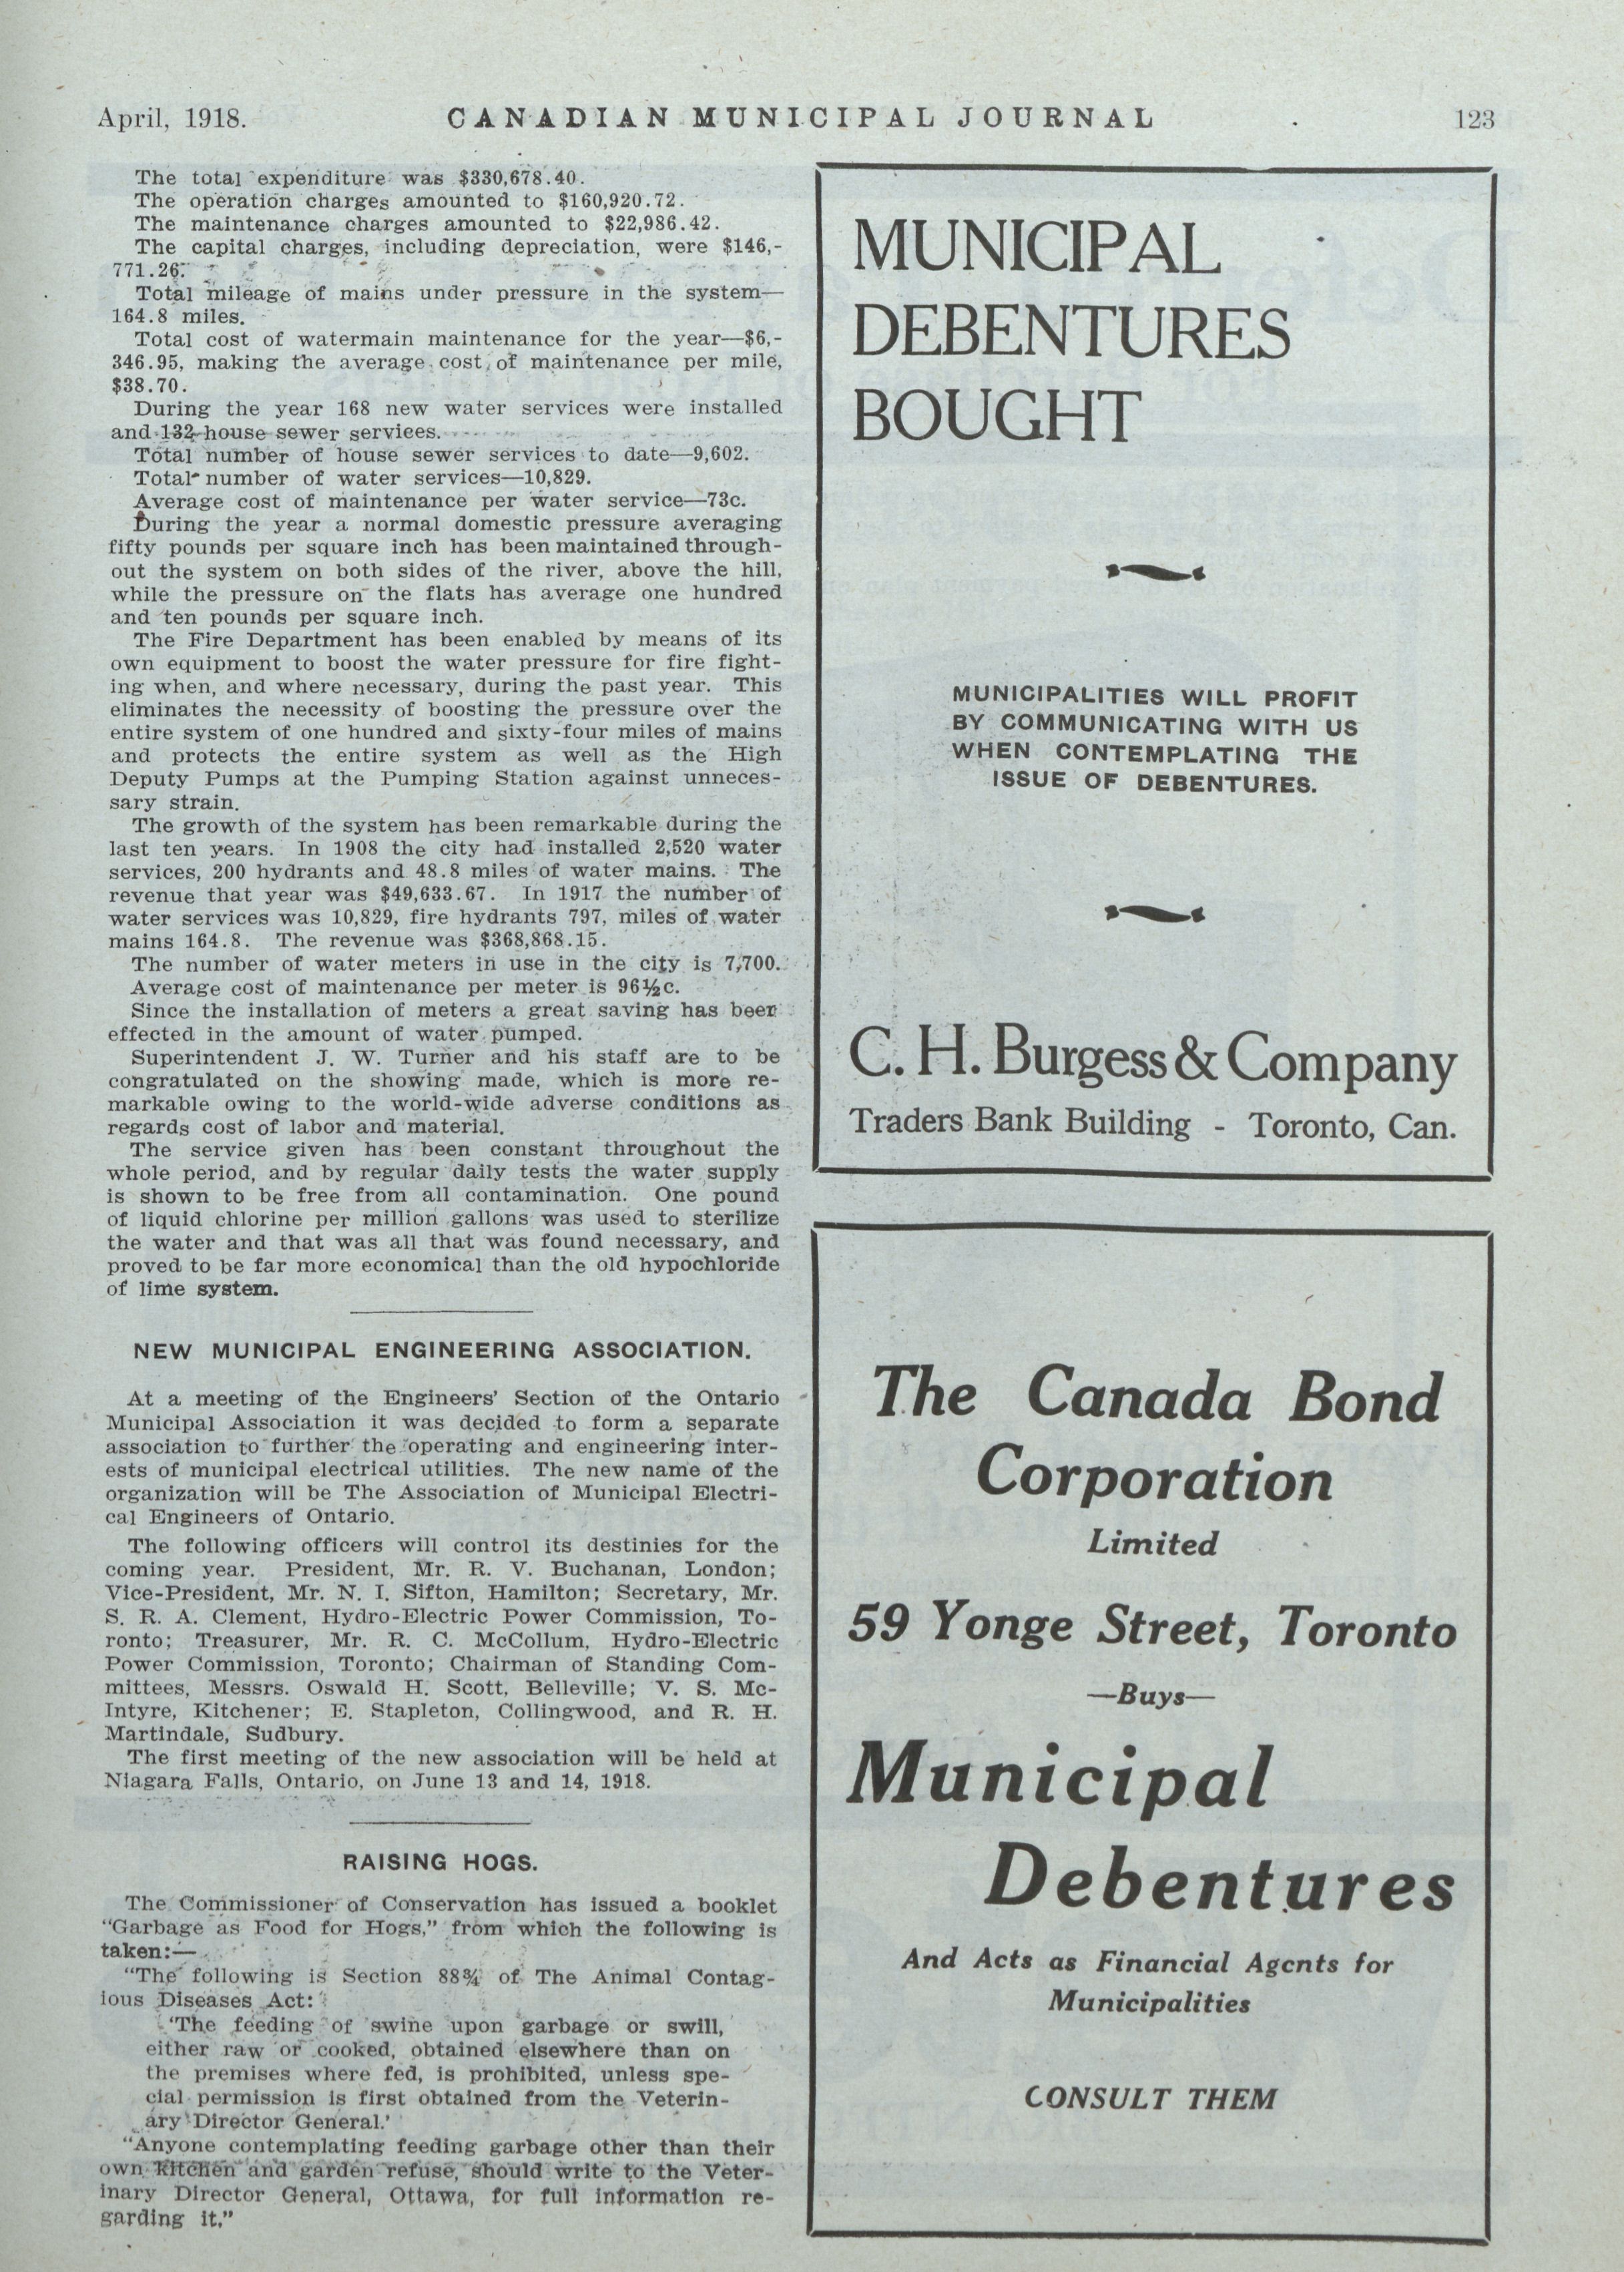 April, 1918.
CANADIAN MUNICIPAL JOURNAL
123
The total expenditure was $330,678.40.
The operation charges amounted to $160,920.72.
The maintenance charges amounted to $22,986.42.
The capital charges, including depreciation, were $146,-
771.26.
Total mileage of mains under pressure in the system—
164.8 miles.
Total cost of watermain maintenance for the year—$6,-
346.95, making the average cost of maintenance per mile,
$38.70.
During the year 168 new water services were installed
and 132 house sewer services.
Total number of house sewer services to date—9,602.
Total number of water services—10,829.
Average cost of maintenance per water service—73c.
During the year a normal domestic pressure averaging
fifty pounds per square inch has been maintained through-
out the system on both sides of the river, above the hill,
while the pressure on the flats has average one hundred
and ten pounds per square inch.
The Fire Department has been enabled by means of its
own equipment to boost the water pressure for fire fight-
ing when, and where necessary, during the past year. This
eliminates the necessity of boosting the pressure over the
entire system of one hundred and sixty-four miles of mains
and protects the entire system as well as the High
Deputy Pumps at the Pumping Station against unneces-
sary strain.
The growth of the system has been remarkable during the
last ten years. In 1908 the city had installed 2,520 water
services, 200 hydrants and 48.8 miles of water mains. The
revenue that year was $49,633.67. In 1917 the number of
water services was 10,829, fire hydrants 797, miles of water
mains 164.8. The revenue was $368,868.15.
The number of water meters in use in the city is 7,700.
Average cost of maintenance per meter is 96½c.
Since the installation of meters a great saving has been
effected in the amount of water pumped.
Superintendent J. W. Turner and his staff are to be
congratulated on the showing made, which is more re-
markable owing to the world-wide adverse conditions as
regards cost of labor and material.
The service given has been constant throughout the
whole period, and by regular daily tests the water supply
is shown to be free from all contamination. One pound
of liquid chlorine per million gallons was used to sterilize
the water and that was all that was found necessary, and
proved to be far more economical than the old hypochloride
of lime system.
NEW MUNICIPAL ENGINEERING ASSOCIATION.
At a meeting of the Engineers' Section of the Ontario
Municipal Association it was decided to form a separate
association to further the operating and engineering inter-
ests of municipal electrical utilities. The new name of the
organization will be The Association of Municipal Electri-
cal Engineers of Ontario.
The following officers will control its destinies for the
coming year. President, Mr. R. V. Buchanan, London;
Vice-President, Mr. N. I. Sifton, Hamilton; Secretary, Mr.
S. R. A. Clement, Hydro-Electric Power Commission, To-
ronto; Treasurer, Mr. R. C. McCollum, Hydro-Electric
Power Commission, Toronto; Chairman of Standing Com-
mittees, Messrs. Oswald H. Scott, Belleville; V. S. Mc-
Intyre, Kitchener; E. Stapleton, Collingwood, and R. H.
Martindale, Sudbury.
The first meeting of the new association will be held at
Niagara Falls, Ontario, on June 13 and 14, 1918.
RAISING HOGS.
The Commissioner of Conservation has issued a booklet
"Garbage as Food for Hogs," from which the following is
taken:—
"The following is Section 88¾ of The Animal Contag-
ious Diseases Act:
'The feeding of swine upon garbage or swill,
either raw or cooked, obtained elsewhere than on
the premises where fed, is prohibited, unless spe-
cial permission is first obtained from the Veterin-
ary Director General.'
"Anyone contemplating feeding garbage other than their
own kitchen and garden refuse, should write to the Veter-
inary Director General, Ottawa, for full information re-
garding it."
MUNICIPAL
DEBENTURES
BOUGHT
MUNICIPALITIES WILL PROFIT
BY COMMUNICATING WITH US
WHEN CONTEMPLATING THE
ISSUE OF DEBENTURES.
C. H. Burgess & Company
Traders Bank Building - Toronto, Can.
The Canada Bond
Corporation
Limited
59 Yonge Street, Toronto
—Buys—
Municipal
Debentures
And Acts as Financial Agents for
Municipalities
CONSULT THEM